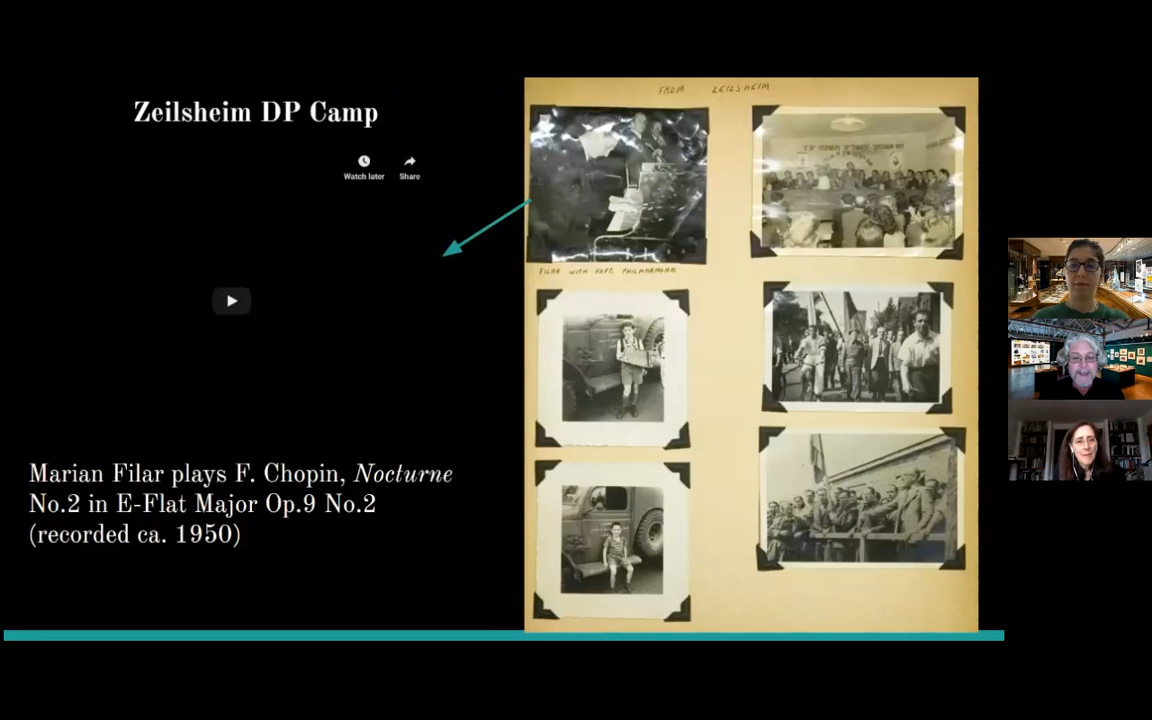 Zeilsheim DP Camp
Watch later
Share
Marian Filar plays F. Chopin, Nocturne
No.2 in E-Flat Major Op.9 No.2
(recorded ca. 1950)
FROM ZEILSHEIM
FILAR WITH PHILHARMONIC